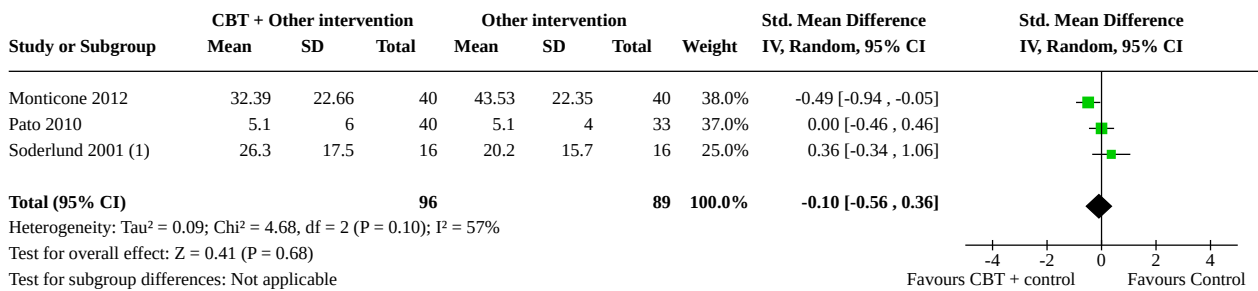 CBT + Other intervention Other intervention Std. Mean Difference Std. Mean Difference
Study or Subgroup Mean SD Total Mean SD Total Weight IV, Random, 95% CI IV, Random, 95% CI
Monticone 2012 32.39 22.66 40 43.53 22.35 40 38.0% -0.49 [-0.94 , -0.05]
Pato 2010 5.1 6 40 5.1 4 33 37.0% 0.00 [-0.46 , 0.46]
Soderlund 2001 (1) 26.3 17.5 16 20.2 15.7 16 25.0% 0.36 [-0.34 , 1.06]
Total (95% CI) 96 89 100.0% -0.10 [-0.56 , 0.36]
Heterogeneity: Tau² = 0.09; Chi² = 4.68, df = 2 (P = 0.10); I² = 57%
Test for overall effect: Z = 0.41 (P = 0.68)
-4 -2 0 2 4
Test for subgroup differences: Not applicable
Favours CBT + control Favours Control